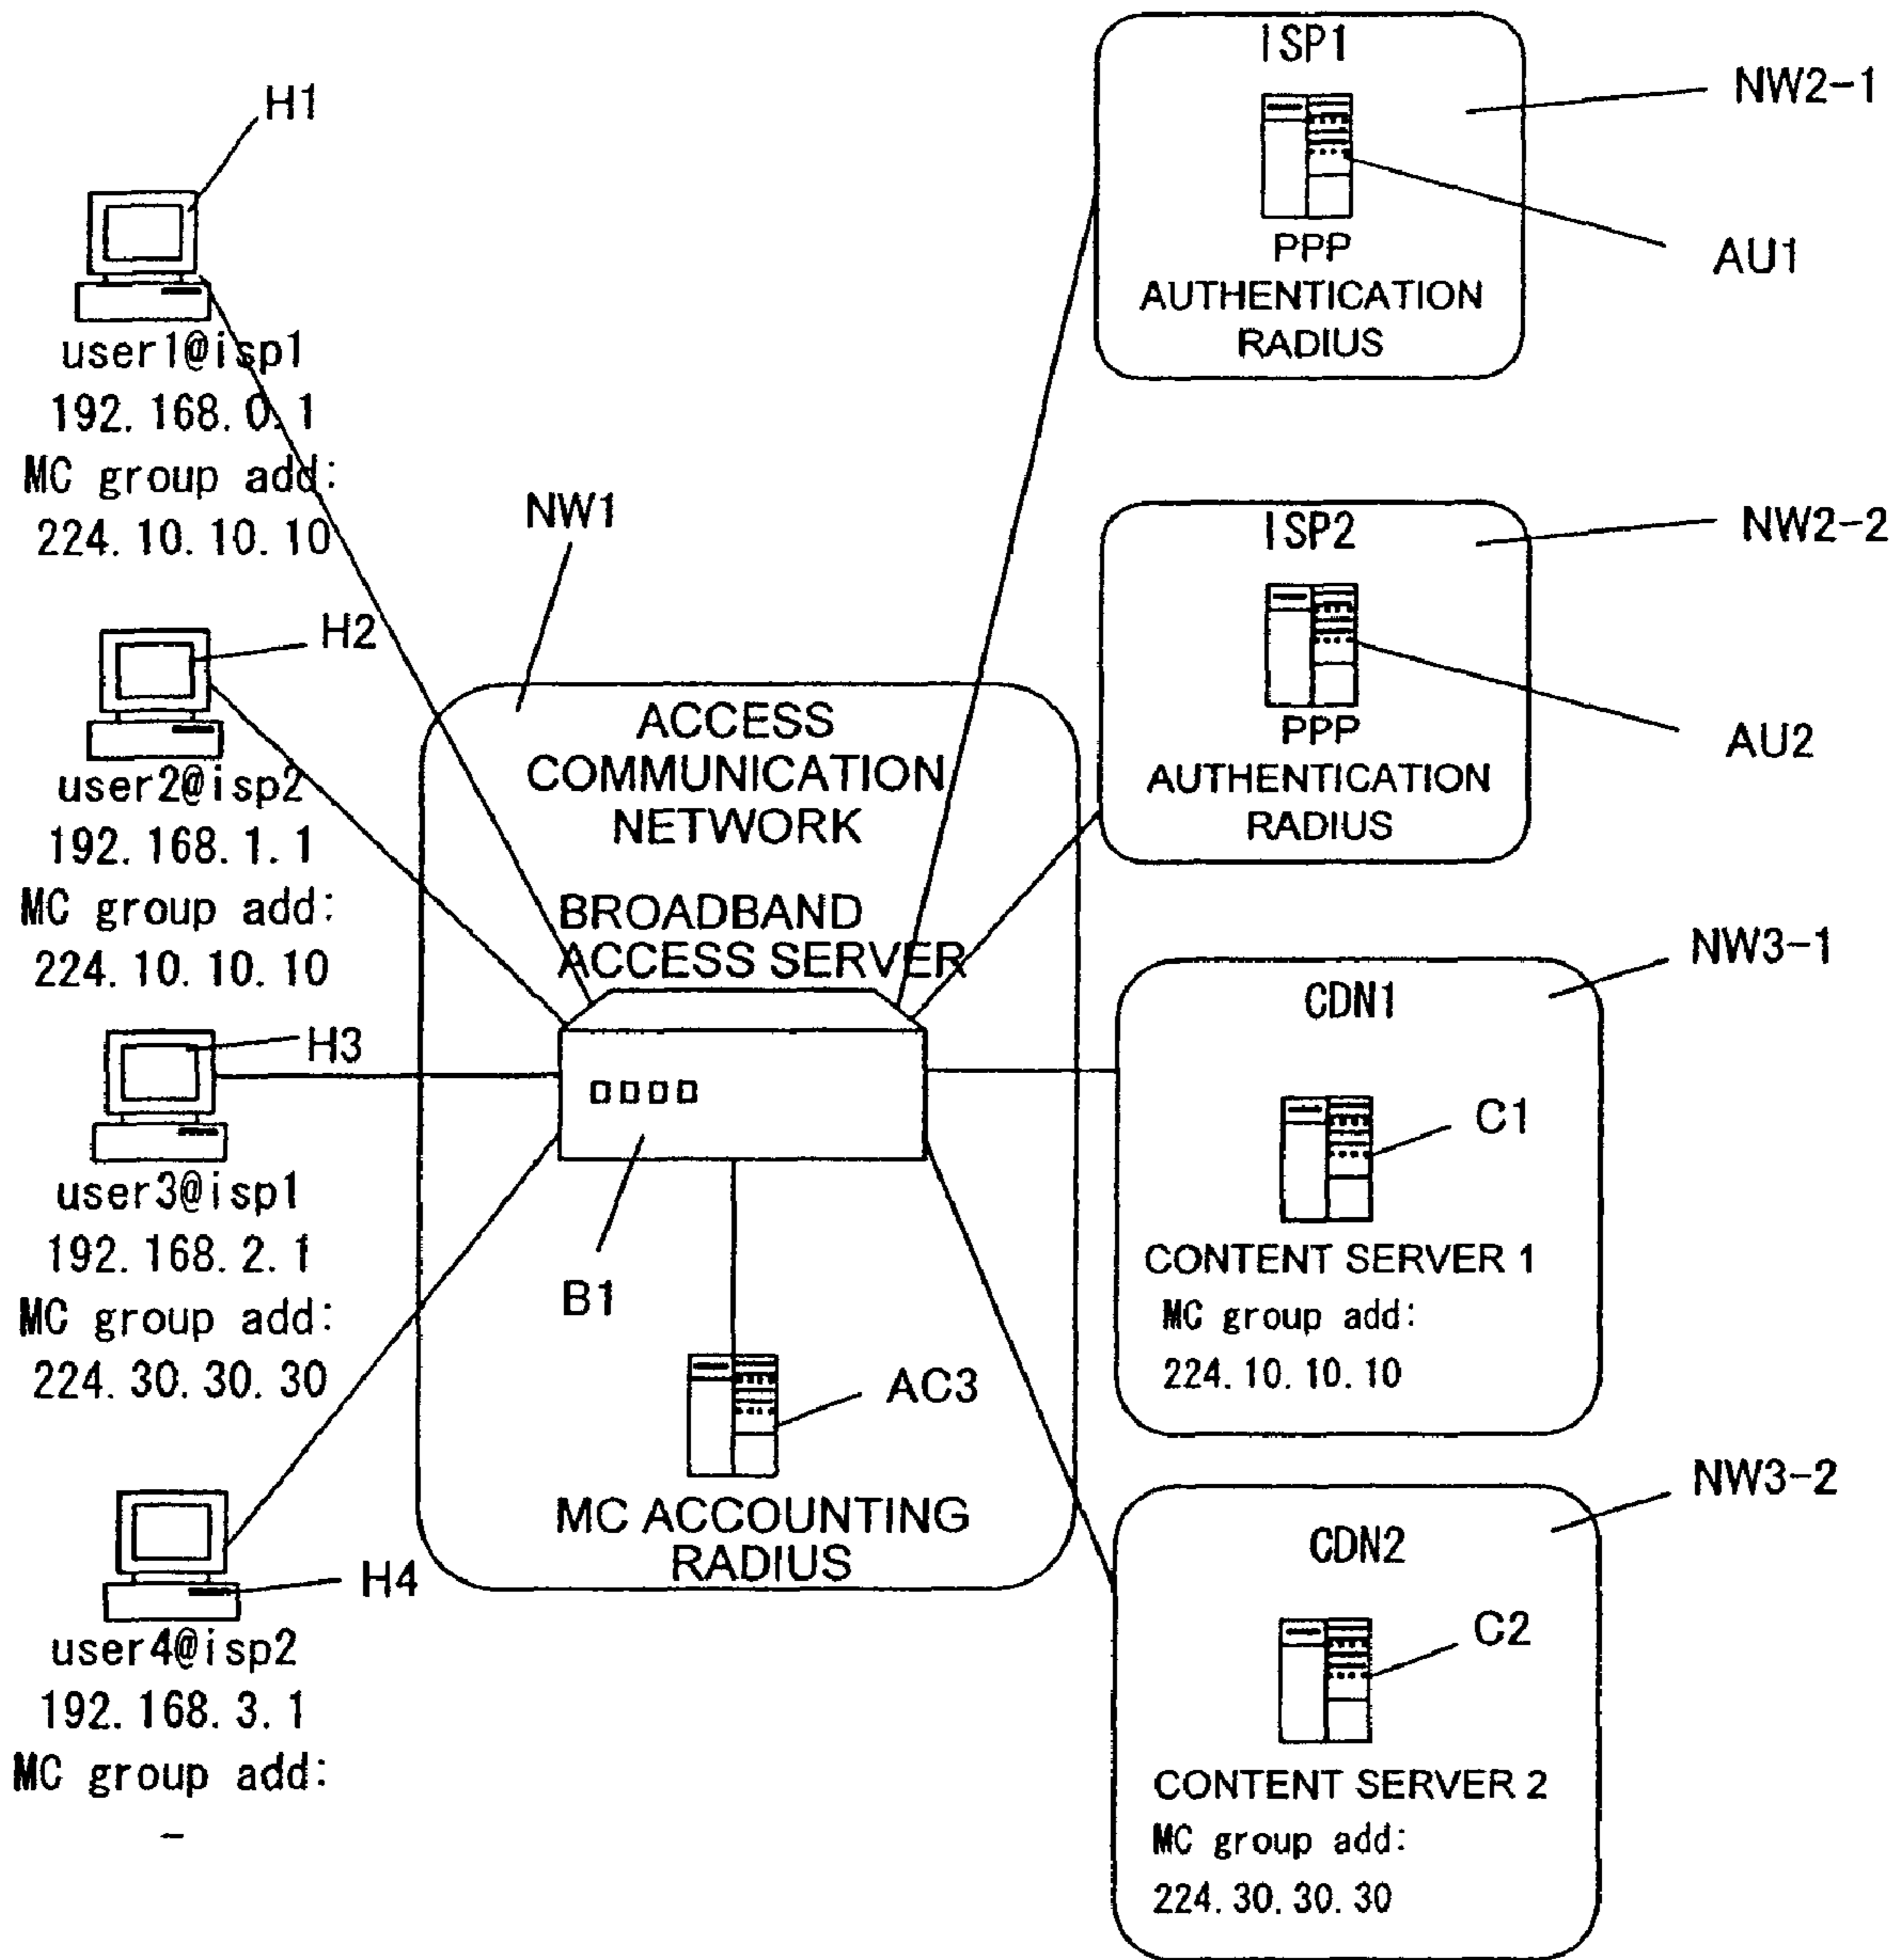 H1
user1@isp1
192.168.0.1
MC group add:
224.10.10.10
H2
user2@isp2
192.168.1.1
MC group add:
224.10.10.10
H3
user3@isp1
192.168.2.1
MC group add:
224.30.30.30
H4
user4@isp2
192.168.3.1
MC group add:
-
NW1
ACCESS
COMMUNICATION
NETWORK
BROADBAND
ACCESS SERVER
B1
AC3
MC ACCOUNTING
RADIUS
ISP1
NW2-1
AU1
PPP
AUTHENTICATION
RADIUS
ISP2
NW2-2
AU2
PPP
AUTHENTICATION
RADIUS
NW3-1
CDN1
C1
CONTENT SERVER 1
MC group add:
224.10.10.10
NW3-2
CDN2
C2
CONTENT SERVER 2
MC group add:
224.30.30.30